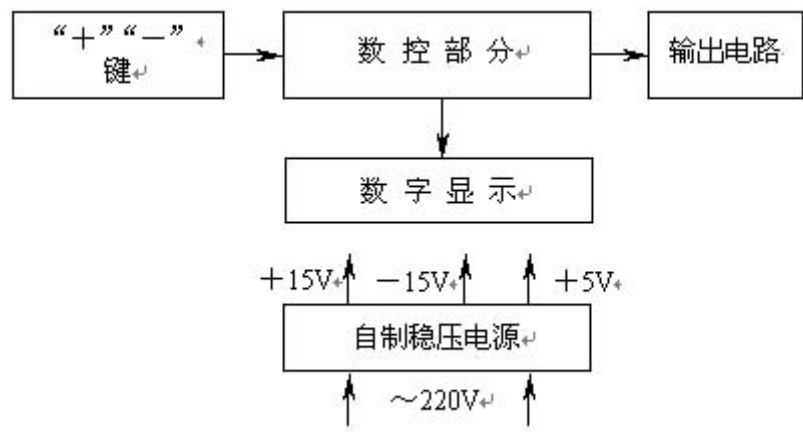 “＋”“－”
键
数 控 部 分
输出电路
数 字 显 示
＋15V
－15V
＋5V
自制稳压电源
～220V